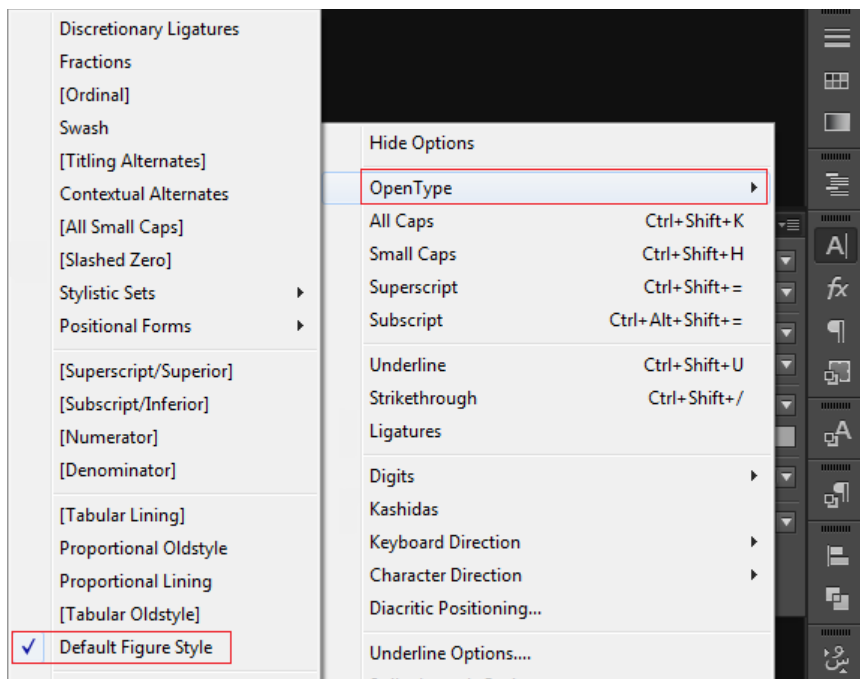 Discretionary Ligatures
Fractions
[Ordinal]
Swash
[Titling Alternates]
Contextual Alternates
[All Small Caps]
[Slashed Zero]
Stylistic Sets
Positional Forms
[Superscript/Superior]
[Subscript/Inferior]
[Numerator]
[Denominator]
[Tabular Lining]
Proportional Oldstyle
Proportional Lining
[Tabular Oldstyle]
Default Figure Style
Hide Options
OpenType
All Caps Ctrl+Shift+K
Small Caps Ctrl+Shift+H
Superscript Ctrl+Shift+=
Subscript Ctrl+Alt+Shift+=
Underline Ctrl+Shift+U
Strikethrough Ctrl+Shift+/
Ligatures
Digits
Kashidas
Keyboard Direction
Character Direction
Diacritic Positioning...
Underline Options....